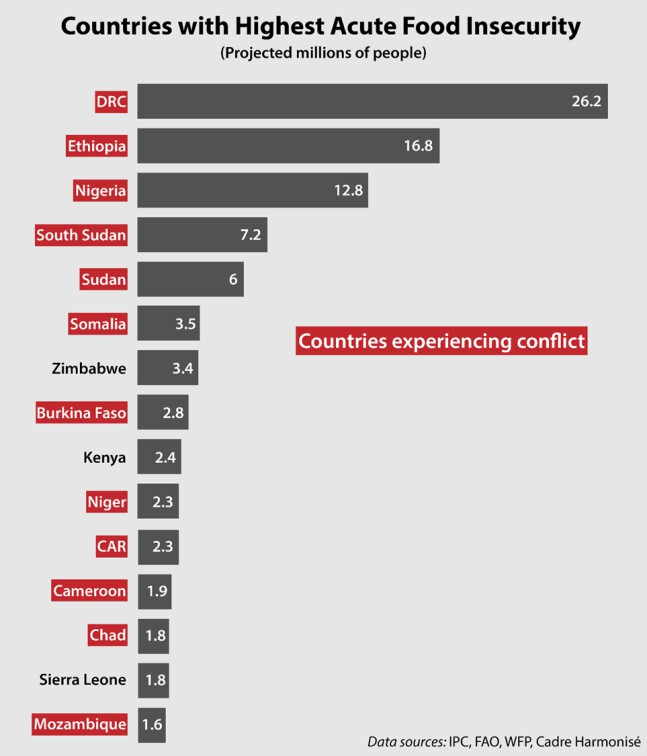 Countries with Highest Acute Food Insecurity
(Projected millions of people)
DRC 26.2
Ethiopia 16.8
Nigeria 12.8
South Sudan 7.2
Sudan 6
Somalia 3.5
Countries experiencing conflict
Zimbabwe 3.4
Burkina Faso 2.8
Kenya 2.4
Niger 2.3
CAR 2.3
Cameroon 1.9
Chad 1.8
Sierra Leone 1.8
Mozambique 1.6
Data sources: IPC, FAO, WFP, Cadre Harmonisé